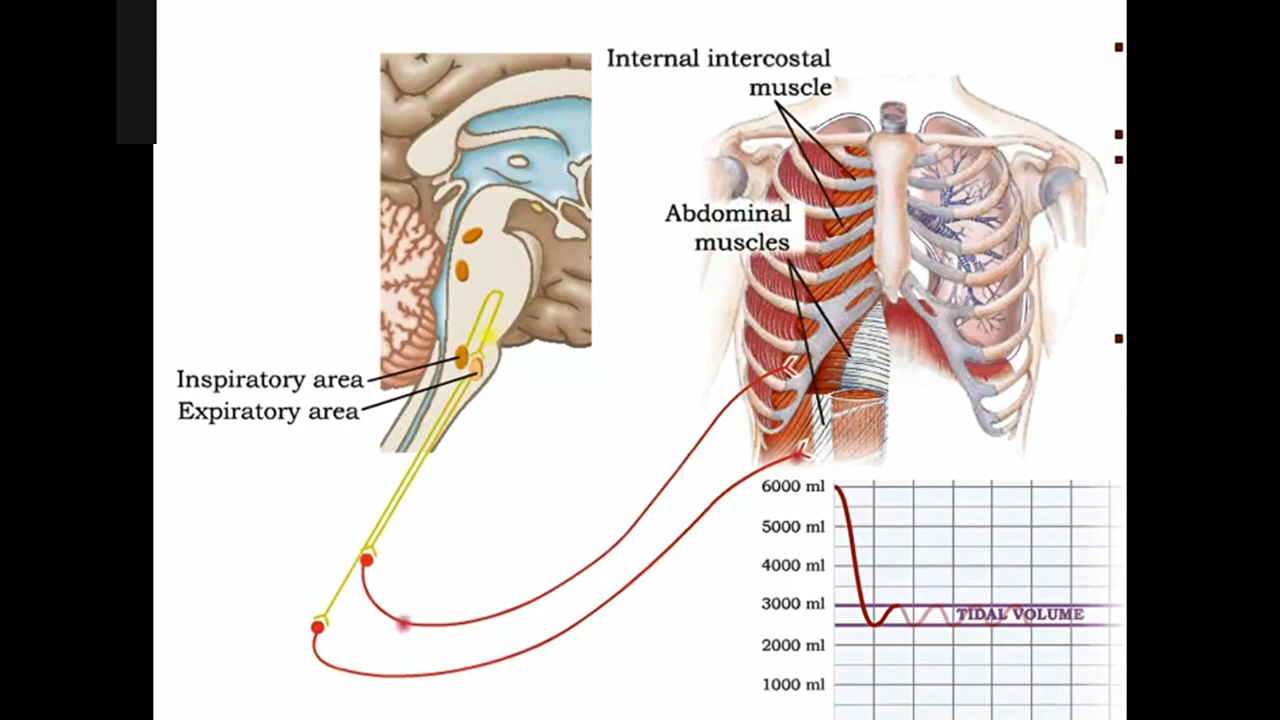 Internal intercostal
muscle
Abdominal
muscles
Inspiratory area
Expiratory area
6000 ml
5000 ml
4000 ml
3000 ml
TIDAL VOLUME
2000 ml
1000 ml